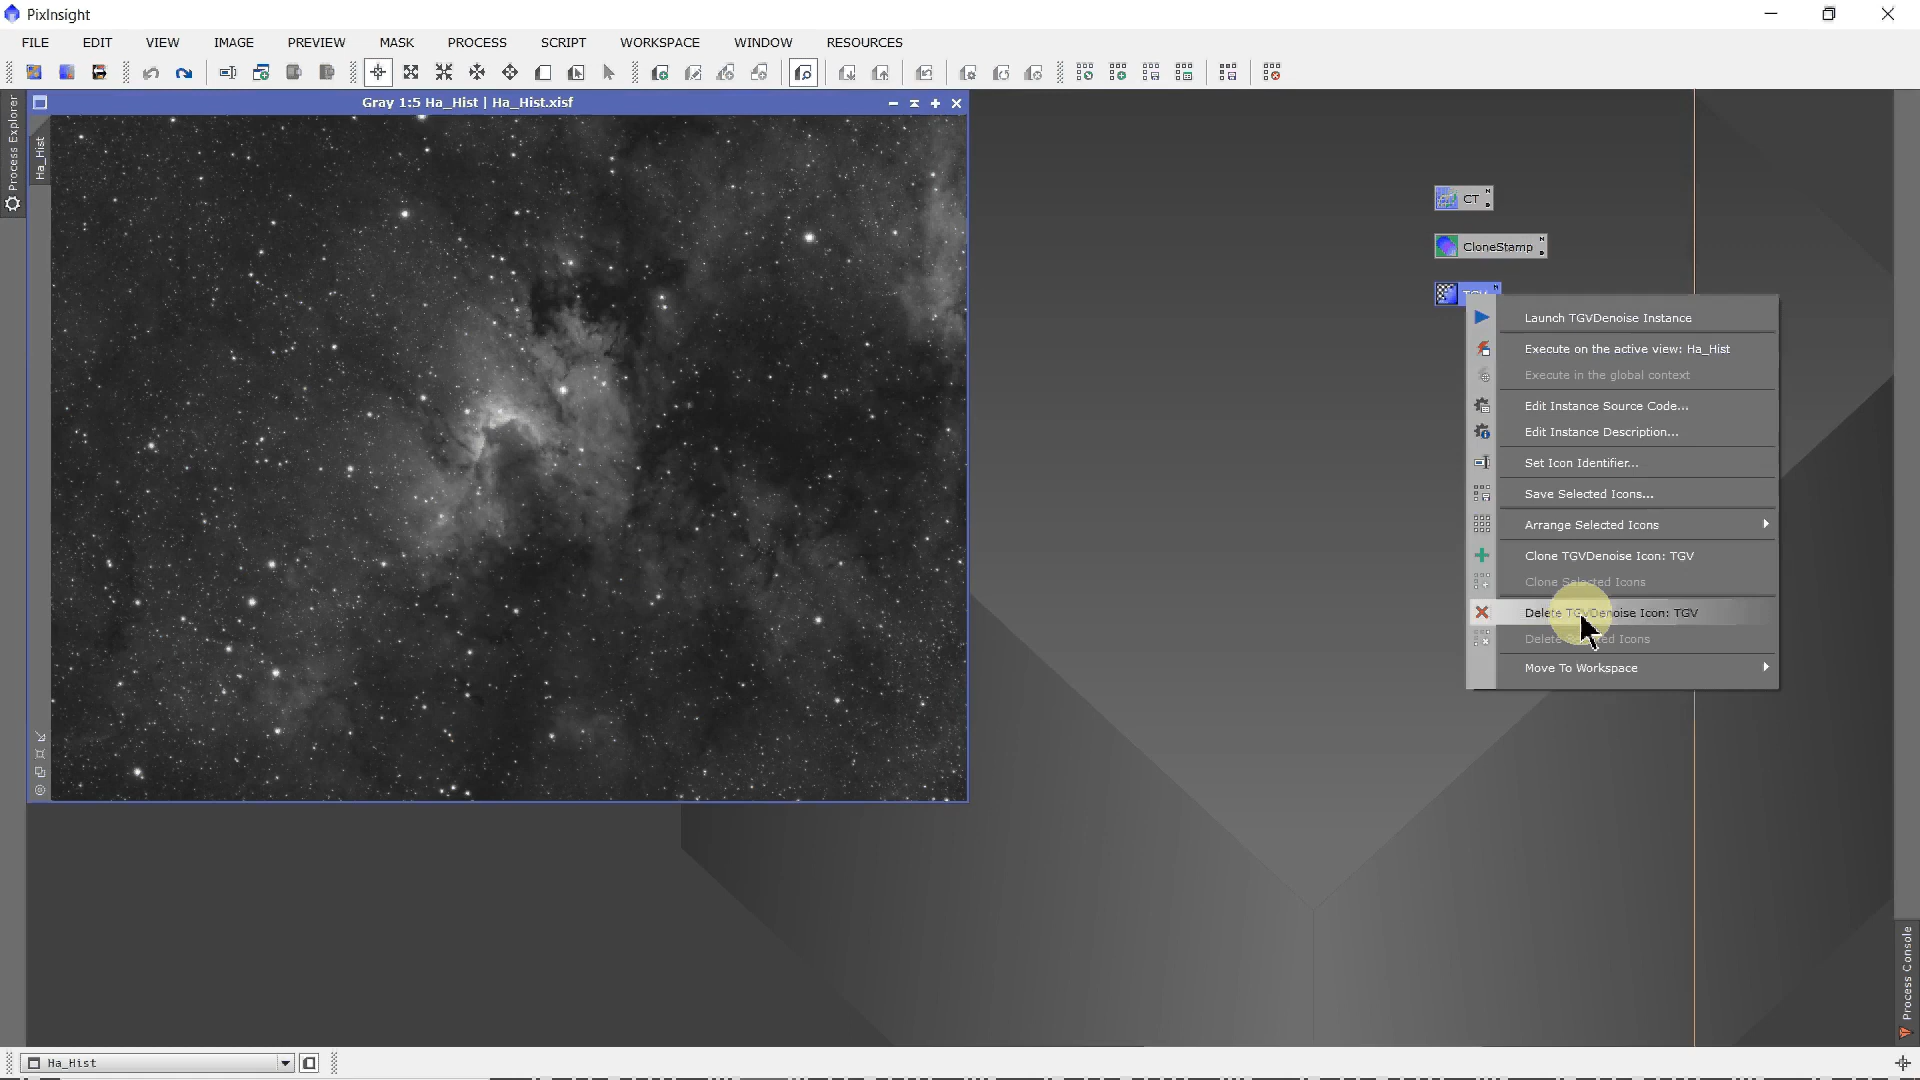 PixInsight
FILE EDIT VIEW IMAGE PREVIEW MASK PROCESS SCRIPT WORKSPACE WINDOW RESOURCES
Process Explorer
Gray 1:5 Ha_Hist | Ha_Hist.xisf
Ha_Hist
CT
N
D
CloneStamp
N
D
TGV
N
Launch TGVDenoise Instance
Execute on the active view: Ha_Hist
Execute in the global context
Edit Instance Source Code...
Edit Instance Description...
Set Icon Identifier...
Save Selected Icons...
Arrange Selected Icons
Clone TGVDenoise Icon: TGV
Clone Selected Icons
Delete TGVDenoise Icon: TGV
Delete Selected Icons
Move To Workspace
Process Console
Ha_Hist